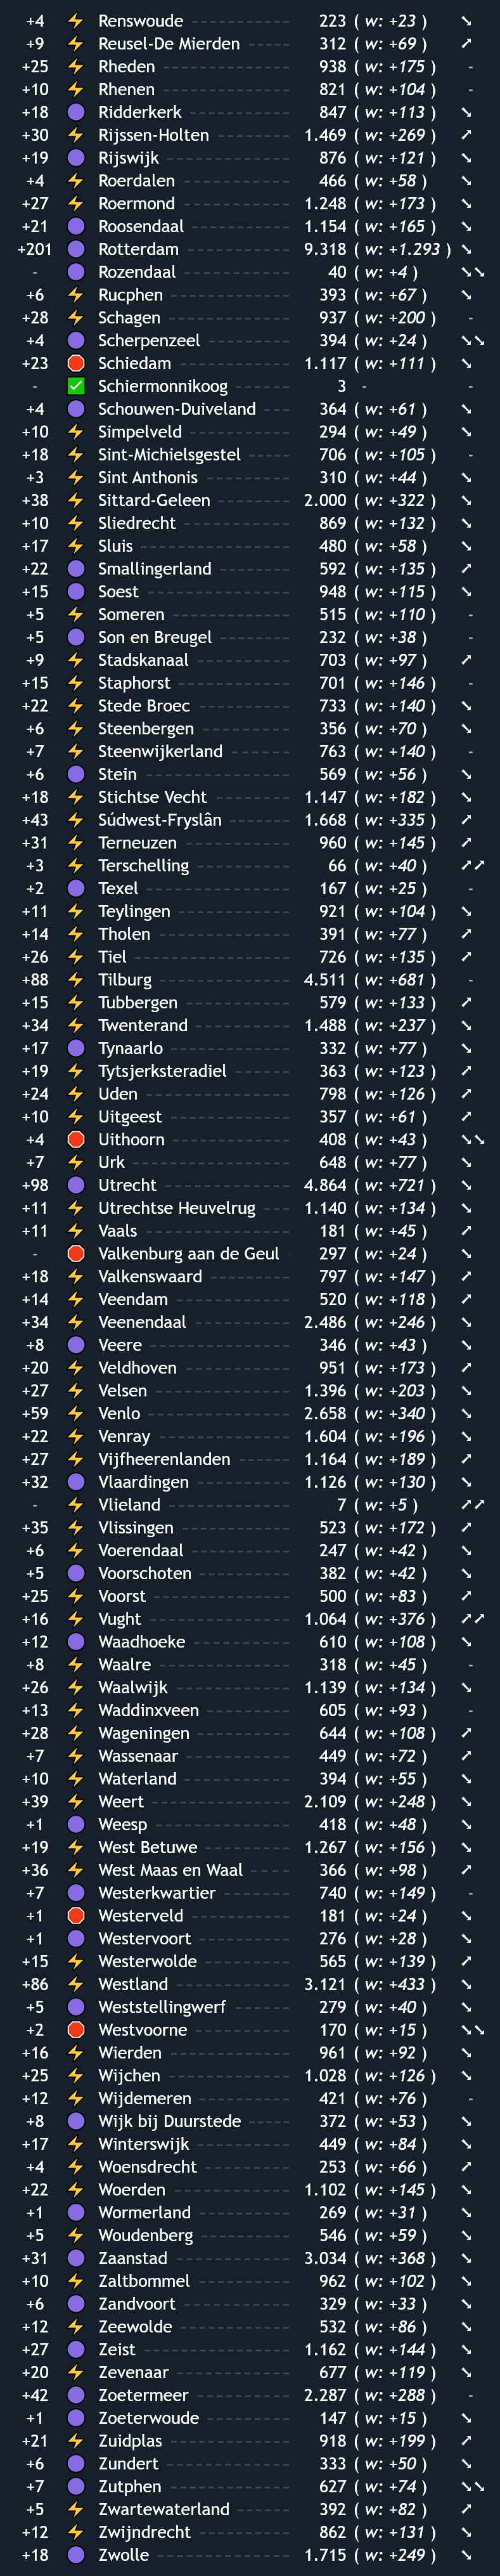 +4 ⚡ Renswoude 223 ( w: +23 ) ↘
+9 ⚡ Reusel-De Mierden 312 ( w: +69 ) ↗
+25 ⚡ Rheden 938 ( w: +175 ) -
+10 ⚡ Rhenen 821 ( w: +104 ) -
+18 🟣 Ridderkerk 847 ( w: +113 ) ↘
+30 ⚡ Rijssen-Holten 1.469 ( w: +269 ) ↗
+19 🟣 Rijswijk 876 ( w: +121 ) ↘
+4 ⚡ Roerdalen 466 ( w: +58 ) ↘
+27 ⚡ Roermond 1.248 ( w: +173 ) ↘
+21 🟣 Roosendaal 1.154 ( w: +165 ) ↘
+201 🟣 Rotterdam 9.318 ( w: +1.293 ) ↘
- 🟣 Rozendaal 40 ( w: +4 ) ↘↘
+6 ⚡ Rucphen 393 ( w: +67 ) ↘
+28 ⚡ Schagen 937 ( w: +200 ) -
+4 🟣 Scherpenzeel 394 ( w: +24 ) ↘↘
+23 🛑 Schiedam 1.117 ( w: +111 ) ↘
- ✅ Schiermonnikoog 3 - -
+4 🟣 Schouwen-Duiveland 364 ( w: +61 ) ↘
+10 ⚡ Simpelveld 294 ( w: +49 ) ↘
+18 ⚡ Sint-Michielsgestel 706 ( w: +105 ) -
+3 ⚡ Sint Anthonis 310 ( w: +44 ) ↘
+38 ⚡ Sittard-Geleen 2.000 ( w: +322 ) ↘
+10 ⚡ Sliedrecht 869 ( w: +132 ) ↘
+17 ⚡ Sluis 480 ( w: +58 ) ↘
+22 🟣 Smallingerland 592 ( w: +135 ) ↗
+15 🟣 Soest 948 ( w: +115 ) ↘
+5 ⚡ Someren 515 ( w: +110 ) -
+5 🟣 Son en Breugel 232 ( w: +38 ) -
+9 ⚡ Stadskanaal 703 ( w: +97 ) ↗
+15 ⚡ Staphorst 701 ( w: +146 ) -
+22 ⚡ Stede Broec 733 ( w: +140 ) ↘
+6 ⚡ Steenbergen 356 ( w: +70 ) ↘
+7 ⚡ Steenwijkerland 763 ( w: +140 ) -
+6 🟣 Stein 569 ( w: +56 ) ↘
+18 ⚡ Stichtse Vecht 1.147 ( w: +182 ) ↘
+43 ⚡ Súdwest-Fryslân 1.668 ( w: +335 ) ↗
+31 ⚡ Terneuzen 960 ( w: +145 ) ↗
+3 ⚡ Terschelling 66 ( w: +40 ) ↗↗
+2 🟣 Texel 167 ( w: +25 ) -
+11 ⚡ Teylingen 921 ( w: +104 ) ↘
+14 ⚡ Tholen 391 ( w: +77 ) ↗
+26 ⚡ Tiel 726 ( w: +135 ) ↗
+88 ⚡ Tilburg 4.511 ( w: +681 ) -
+15 ⚡ Tubbergen 579 ( w: +133 ) ↗
+34 ⚡ Twenterand 1.488 ( w: +237 ) ↘
+17 🟣 Tynaarlo 332 ( w: +77 ) ↘
+19 ⚡ Tytsjerksteradiel 363 ( w: +123 ) ↗
+24 ⚡ Uden 798 ( w: +126 ) ↗
+10 ⚡ Uitgeest 357 ( w: +61 ) ↗
+4 🛑 Uithoorn 408 ( w: +43 ) ↘↘
+7 ⚡ Urk 648 ( w: +77 ) ↘
+98 🟣 Utrecht 4.864 ( w: +721 ) ↘
+11 ⚡ Utrechtse Heuvelrug 1.140 ( w: +134 ) ↘
+11 ⚡ Vaals 181 ( w: +45 ) ↗
- 🛑 Valkenburg aan de Geul 297 ( w: +24 ) ↘
+18 ⚡ Valkenswaard 797 ( w: +147 ) ↗
+14 ⚡ Veendam 520 ( w: +118 ) ↗
+34 ⚡ Veenendaal 2.486 ( w: +246 ) ↘
+8 🟣 Veere 346 ( w: +43 ) ↘
+20 ⚡ Veldhoven 951 ( w: +173 ) ↗
+27 ⚡ Velsen 1.396 ( w: +203 ) ↘
+59 ⚡ Venlo 2.658 ( w: +340 ) ↘
+22 ⚡ Venray 1.604 ( w: +196 ) ↘
+27 ⚡ Vijfheerenlanden 1.164 ( w: +189 ) ↗
+32 🟣 Vlaardingen 1.126 ( w: +130 ) ↘
- ⚡ Vlieland 7 ( w: +5 ) ↗↗
+35 ⚡ Vlissingen 523 ( w: +172 ) ↗
+6 ⚡ Voerendaal 247 ( w: +42 ) ↘
+5 🟣 Voorschoten 382 ( w: +42 ) ↘
+25 ⚡ Voorst 500 ( w: +83 ) ↗
+16 ⚡ Vught 1.064 ( w: +376 ) ↗↗
+12 🟣 Waadhoeke 610 ( w: +108 ) ↘
+8 ⚡ Waalre 318 ( w: +45 ) -
+26 ⚡ Waalwijk 1.139 ( w: +134 ) ↘
+13 ⚡ Waddinxveen 605 ( w: +93 ) -
+28 ⚡ Wageningen 644 ( w: +108 ) ↗
+7 ⚡ Wassenaar 449 ( w: +72 ) ↗
+10 ⚡ Waterland 394 ( w: +55 ) ↘
+39 ⚡ Weert 2.109 ( w: +248 ) ↘
+1 🟣 Weesp 418 ( w: +48 ) ↘
+19 ⚡ West Betuwe 1.267 ( w: +156 ) ↘
+36 ⚡ West Maas en Waal 366 ( w: +98 ) ↗
+7 🟣 Westerkwartier 740 ( w: +149 ) -
+1 🛑 Westerveld 181 ( w: +24 ) ↘
+1 🟣 Westervoort 276 ( w: +28 ) ↘
+15 ⚡ Westerwolde 565 ( w: +139 ) ↗
+86 ⚡ Westland 3.121 ( w: +433 ) ↘
+5 🟣 Weststellingwerf 279 ( w: +40 ) ↘
+2 🛑 Westvoorne 170 ( w: +15 ) ↘↘
+16 ⚡ Wierden 961 ( w: +92 ) ↘
+25 ⚡ Wijchen 1.028 ( w: +126 ) ↘
+12 ⚡ Wijdemeren 421 ( w: +76 ) -
+8 🟣 Wijk bij Duurstede 372 ( w: +53 ) ↘
+17 ⚡ Winterswijk 449 ( w: +84 ) ↘
+4 ⚡ Woensdrecht 253 ( w: +66 ) ↗
+22 ⚡ Woerden 1.102 ( w: +145 ) ↘
+1 🟣 Wormerland 269 ( w: +31 ) ↘
+5 ⚡ Woudenberg 546 ( w: +59 ) ↘
+31 🟣 Zaanstad 3.034 ( w: +368 ) ↘
+10 ⚡ Zaltbommel 962 ( w: +102 ) ↘
+6 🟣 Zandvoort 329 ( w: +33 ) ↘
+12 ⚡ Zeewolde 532 ( w: +86 ) ↘
+27 🟣 Zeist 1.162 ( w: +144 ) ↘
+20 ⚡ Zevenaar 677 ( w: +119 ) ↘
+42 🟣 Zoetermeer 2.287 ( w: +288 ) -
+1 🟣 Zoeterwoude 147 ( w: +15 ) ↘
+21 ⚡ Zuidplas 918 ( w: +199 ) ↗
+6 🟣 Zundert 333 ( w: +50 ) ↘
+7 🟣 Zutphen 627 ( w: +74 ) ↘↘
+5 ⚡ Zwartewaterland 392 ( w: +82 ) ↗
+12 ⚡ Zwijndrecht 862 ( w: +131 ) ↘
+18 🟣 Zwolle 1.715 ( w: +249 ) ↘